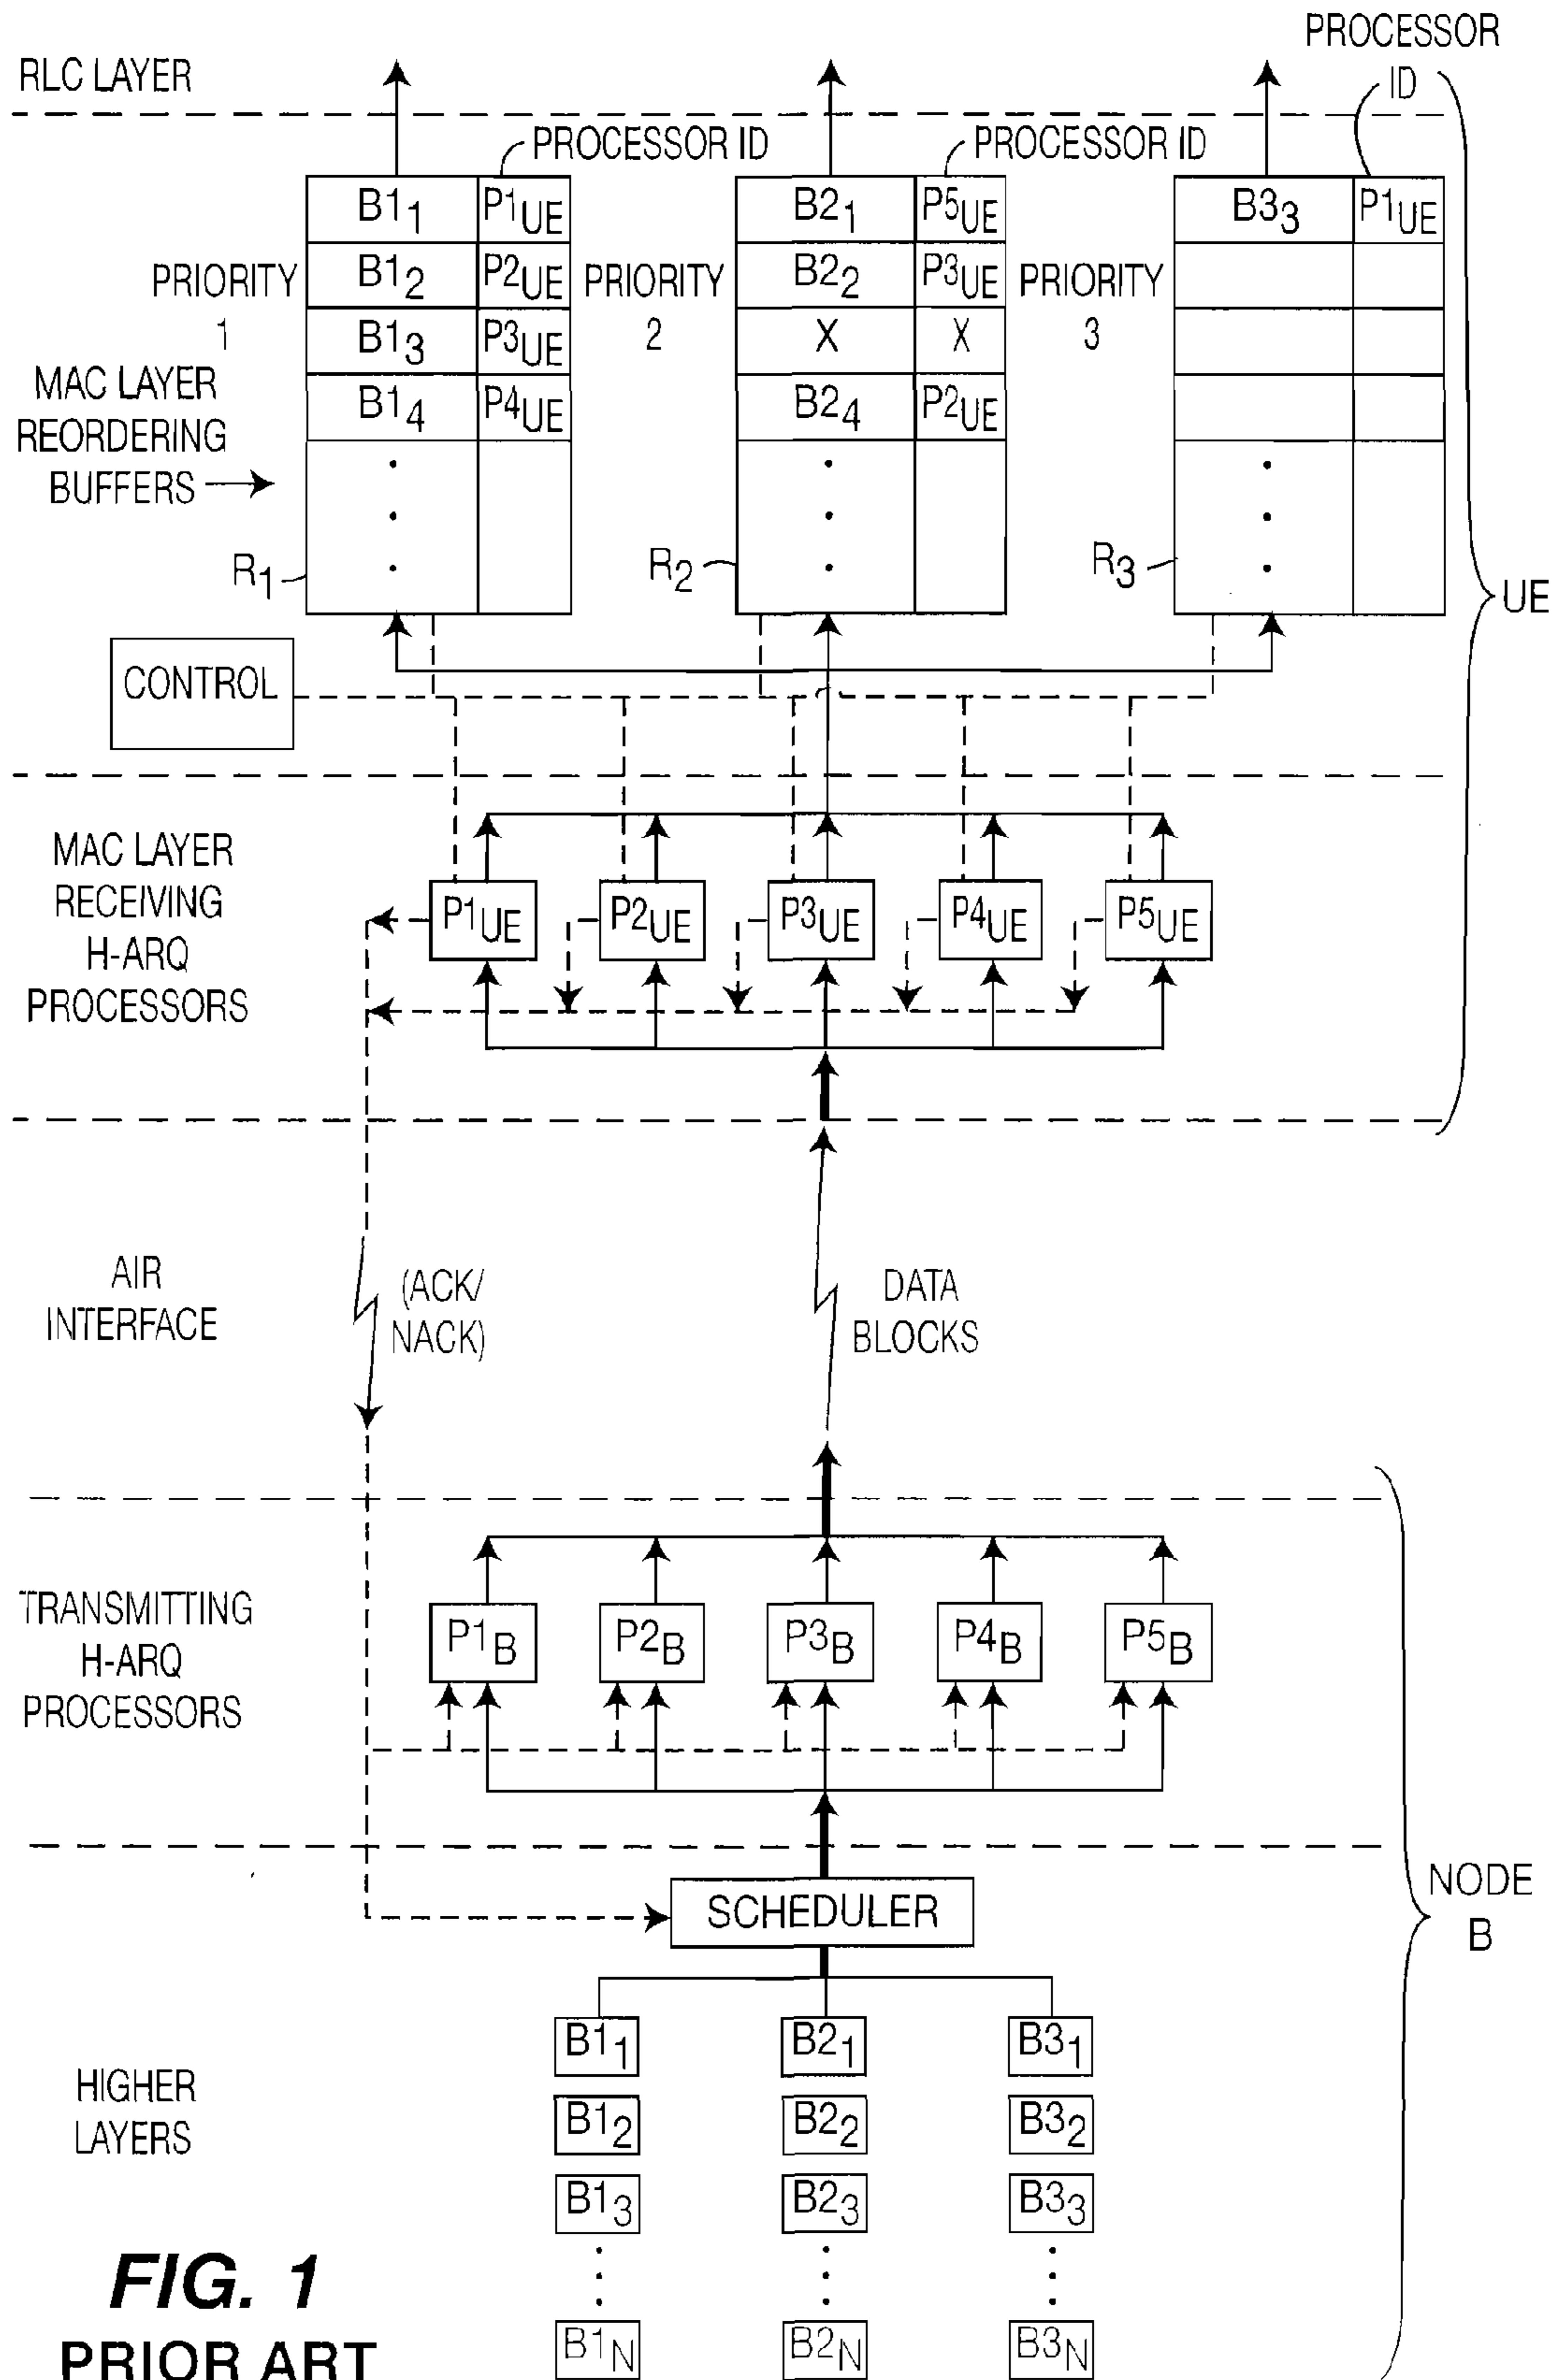 PROCESSOR
ID
RLC LAYER
PROCESSOR ID
PROCESSOR ID
B1₁ P1UE
B2₁ P5UE
B3₃ P1UE
PRIORITY
1
B1₂ P2UE
PRIORITY
2
B2₂ P3UE
PRIORITY
3
B1₃ P3UE
X X
MAC LAYER
REORDERING
BUFFERS
B1₄ P4UE
B2₄ P2UE
R₁
R₂
R₃
UE
CONTROL
MAC LAYER
RECEIVING
H-ARQ
PROCESSORS
P1UE
P2UE
P3UE
P4UE
P5UE
AIR
INTERFACE
(ACK/
NACK)
DATA
BLOCKS
TRANSMITTING
H-ARQ
PROCESSORS
P1B
P2B
P3B
P4B
P5B
SCHEDULER
NODE
B
HIGHER
LAYERS
B1₁ B2₁ B3₁
B1₂ B2₂ B3₂
B1₃ B2₃ B3₃
B1N B2N B3N
FIG. 1
PRIOR ART